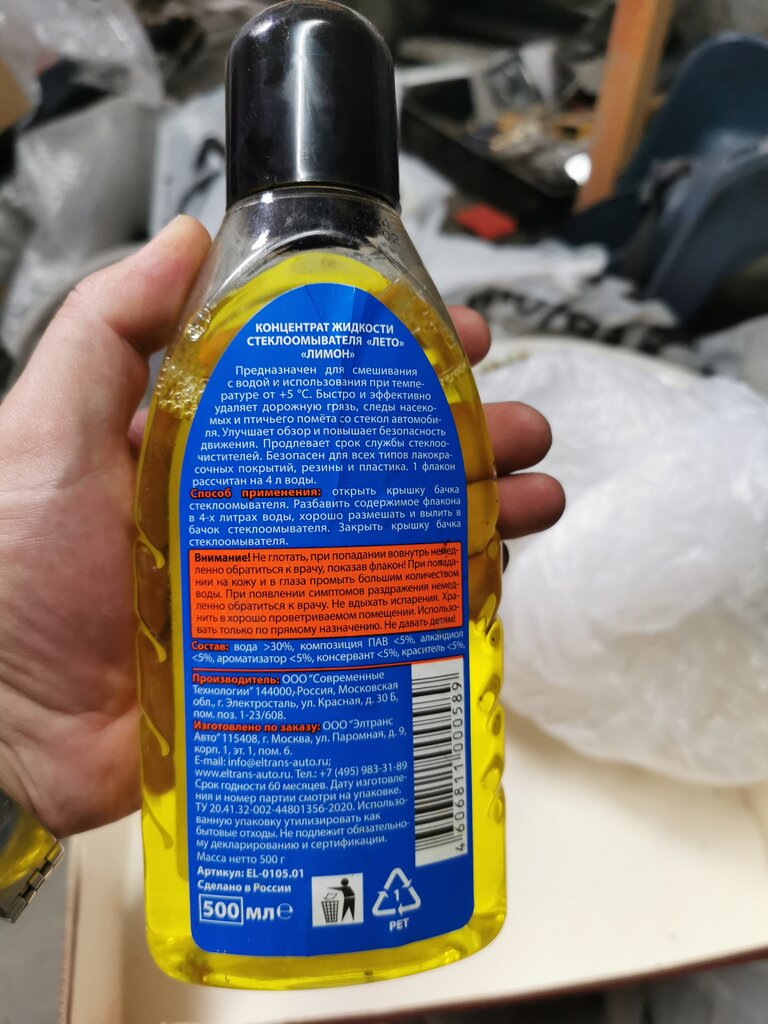 КОНЦЕНТРАТ ЖИДКОСТИ
СТЕКЛООМЫВАТЕЛЯ «ЛЕТО»
«ЛИМОН»
Предназначен для смешивания
с водой и использования при темпе-
ратуре от +5 °С. Быстро и эффективно
удаляет дорожную грязь, следы насеко-
мых и птичьего помёта со стекол автомоби-
ля. Улучшает обзор и повышает безопасность
движения. Продлевает срок службы стекло-
очистителей. Безопасен для всех типов лакокра-
сочных покрытий, резины и пластика. 1 флакон
рассчитан на 4 л воды.
Способ применения: открыть крышку бачка
стеклоомывателя. Разбавить содержимое флакона
в 4-х литрах воды, хорошо размешать и вылить в
бачок стеклоомывателя. Закрыть крышку бачка
стеклоомывателя.
Внимание! Не глотать, при попадании вовнутрь немед-
ленно обратиться к врачу, показав флакон! При попада-
нии на кожу и в глаза промыть большим количеством
воды. При появлении симптомов раздражения немед-
ленно обратиться к врачу. Не вдыхать испарения. Хра-
нить в хорошо проветриваемом помещении. Использо-
вать только по прямому назначению. Не давать детям!
Состав: вода >30%, композиция ПАВ <5%, алкандиол
<5%, ароматизатор <5%, консервант <5%, краситель <5%.
Производитель: ООО "Современные
Технологии" 144000, Россия, Московская
обл., г. Электросталь, ул. Красная, д. 30 Б,
пом. поз. 1-23/608.
Изготовлено по заказу: ООО "Элтранс
Авто" 115408, г. Москва, ул. Паромная, д. 9,
корп. 1, эт. 1, пом. 6.
E-mail: info@eltrans-auto.ru;
www.eltrans-auto.ru. Тел.: +7 (495) 983-31-89
Срок годности 60 месяцев. Дату изготовле-
ния и номер партии смотри на упаковке.
ТУ 20.41.32-002-44801356-2020. Использо-
ванную упаковку утилизировать как
бытовые отходы. Не подлежит обязательно-
му декларированию и сертификации.
Масса нетто 500 г
Артикул: EL-0105.01
Сделано в России
500 мл ℮
1
PET
4 606811 000589